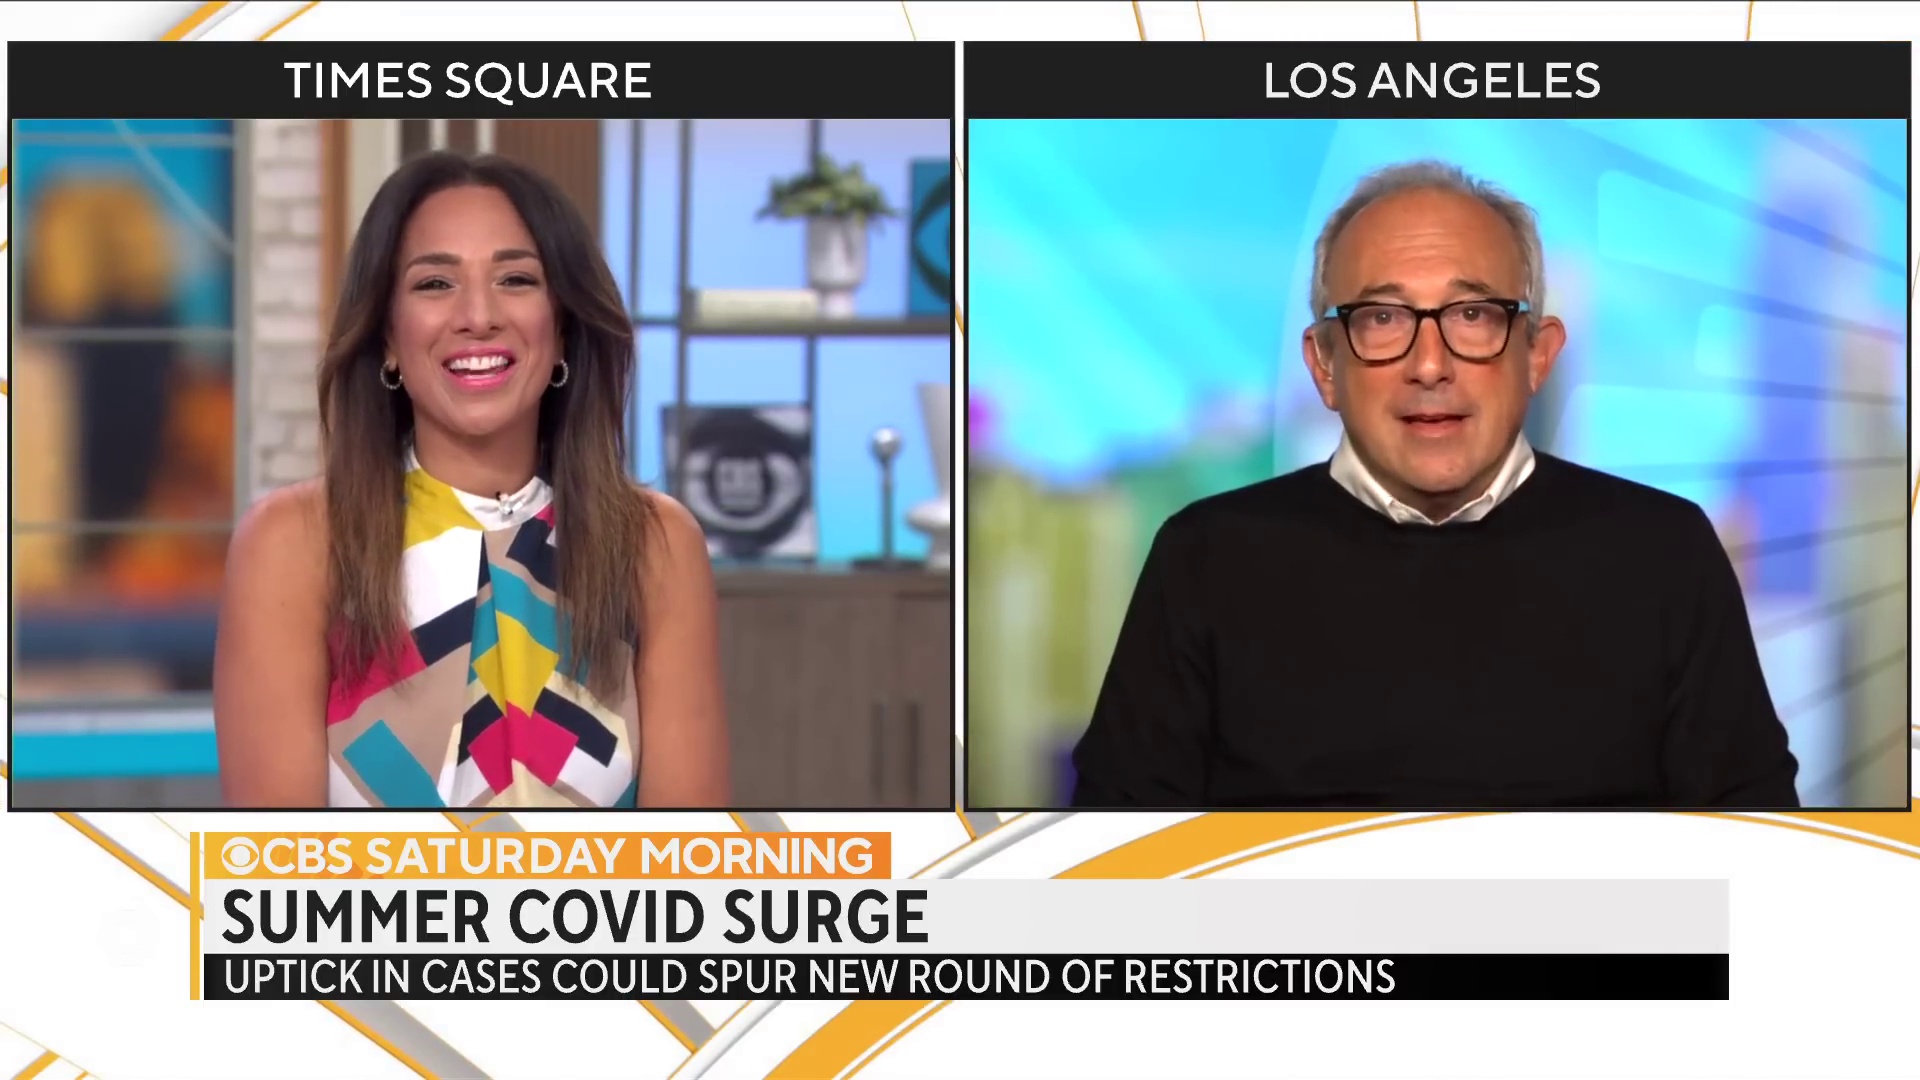 TIMES SQUARE
LOS ANGELES
CBS
CBS SATURDAY MORNING
SUMMER COVID SURGE
UPTICK IN CASES COULD SPUR NEW ROUND OF RESTRICTIONS